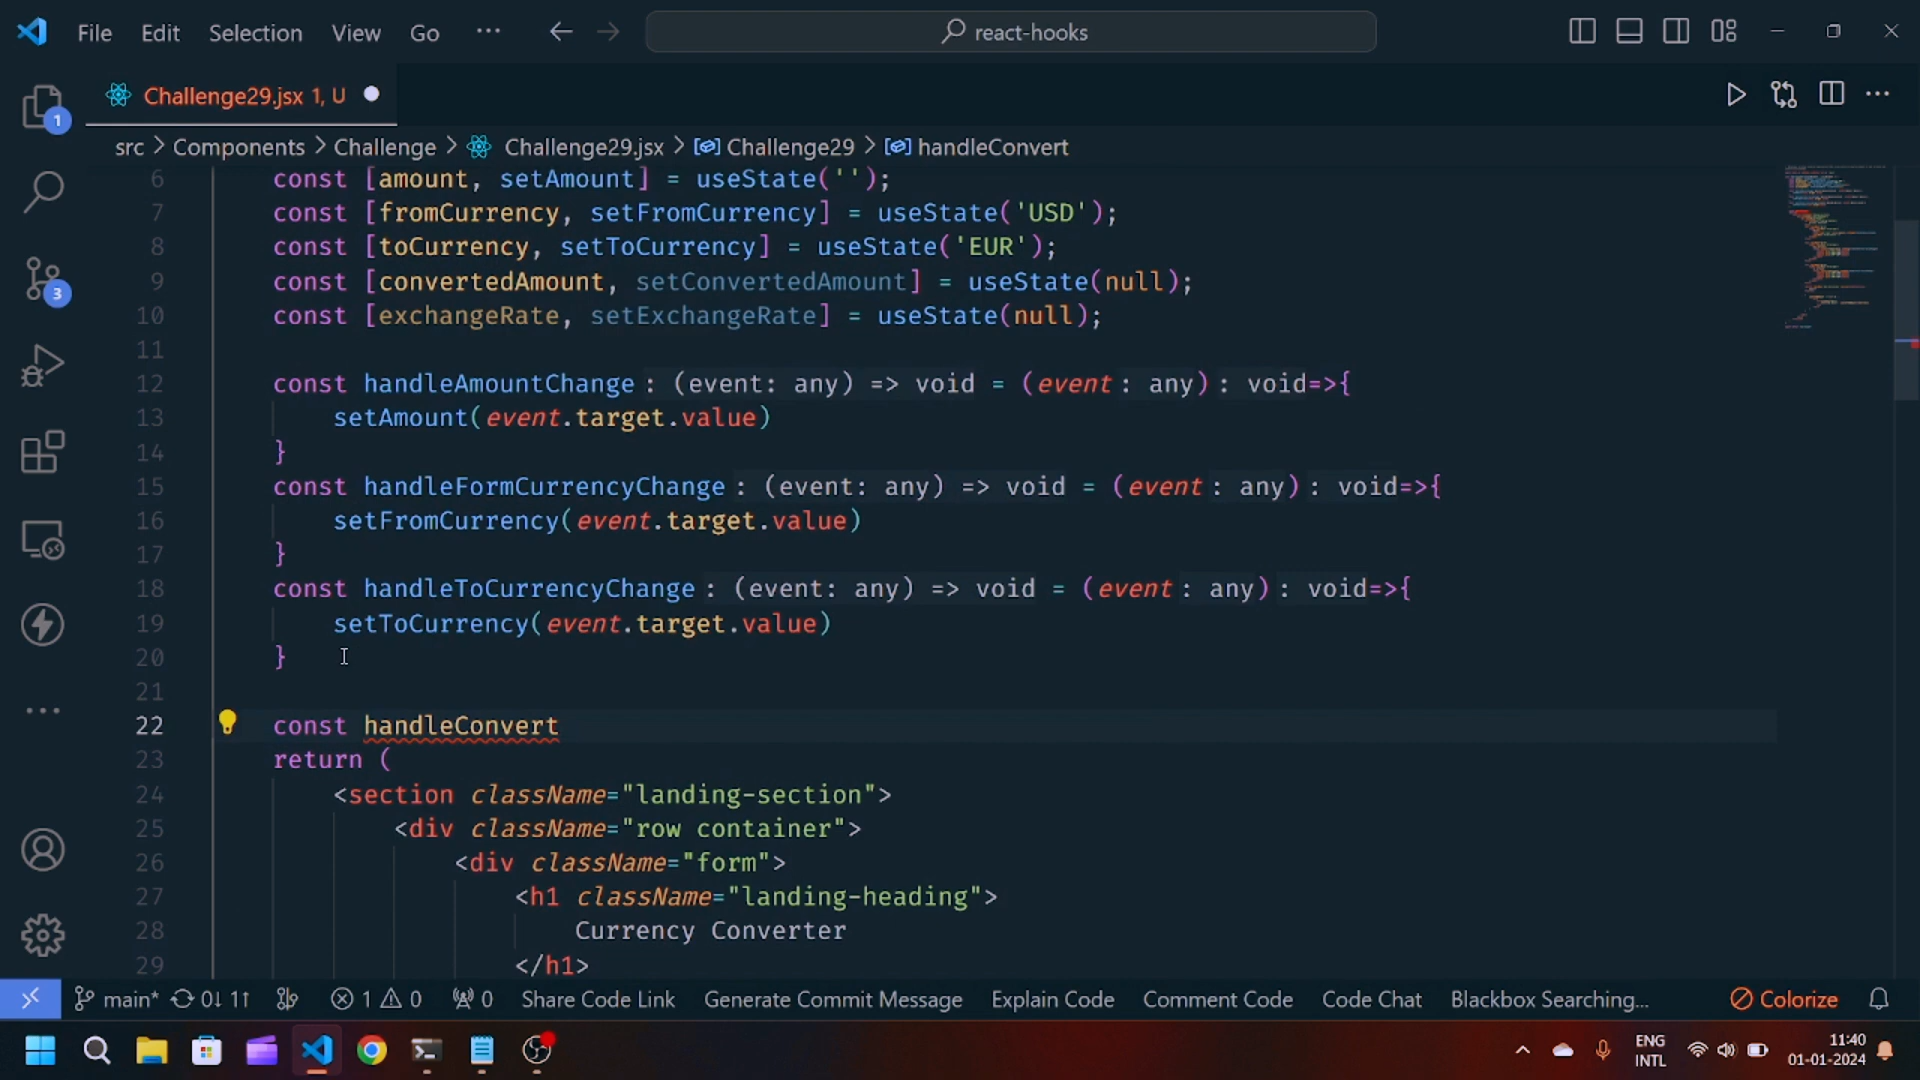 File Edit Selection View Go ··· react-hooks
Challenge29.jsx 1, U
src > Components > Challenge > Challenge29.jsx > Challenge29 > handleConvert
6 const [amount, setAmount] = useState('');
7 const [fromCurrency, setFromCurrency] = useState('USD');
8 const [toCurrency, setToCurrency] = useState('EUR');
9 const [convertedAmount, setConvertedAmount] = useState(null);
10 const [exchangeRate, setExchangeRate] = useState(null);
11
12 const handleAmountChange: (event: any) => void = (event: any): void=>{
13 setAmount(event.target.value)
14 }
15 const handleFormCurrencyChange: (event: any) => void = (event: any): void=>{
16 setFromCurrency(event.target.value)
17 }
18 const handleToCurrencyChange: (event: any) => void = (event: any): void=>{
19 setToCurrency(event.target.value)
20 }
21
22 const handleConvert
23 return (
24 <section className="landing-section">
25 <div className="row container">
26 <div className="form">
27 <h1 className="landing-heading">
28 Currency Converter
29 </h1>
1
3
main* 0↓ 1↑ 1 0 0 Share Code Link Generate Commit Message Explain Code Comment Code Code Chat Blackbox Searching... Colorize
ENG
INTL
11:40
01-01-2024